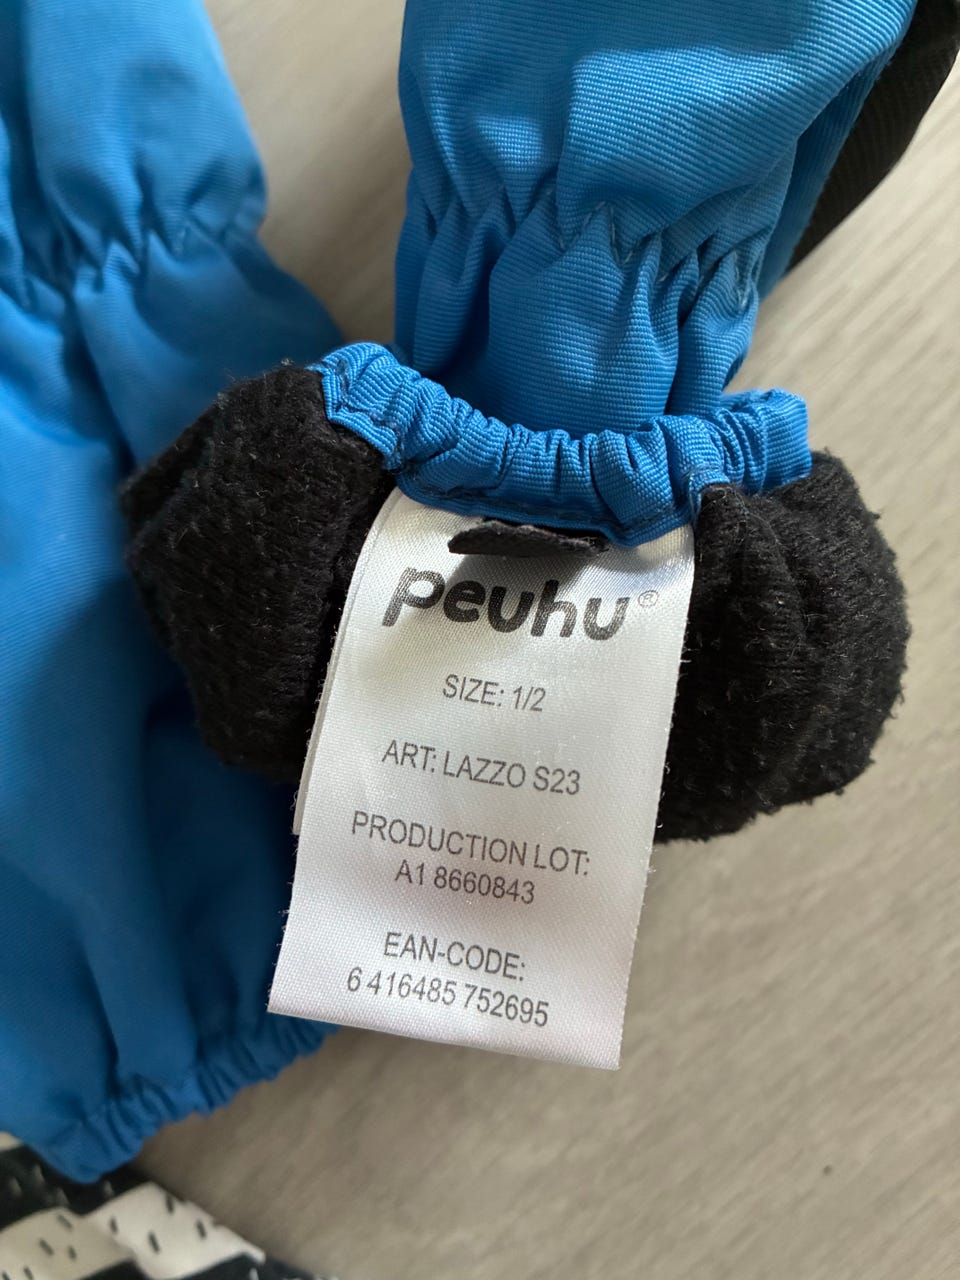 peuhu®
SIZE: 1/2
ART: LAZZO S23
PRODUCTION LOT:
A1 8660843
EAN-CODE:
6 416485 752695